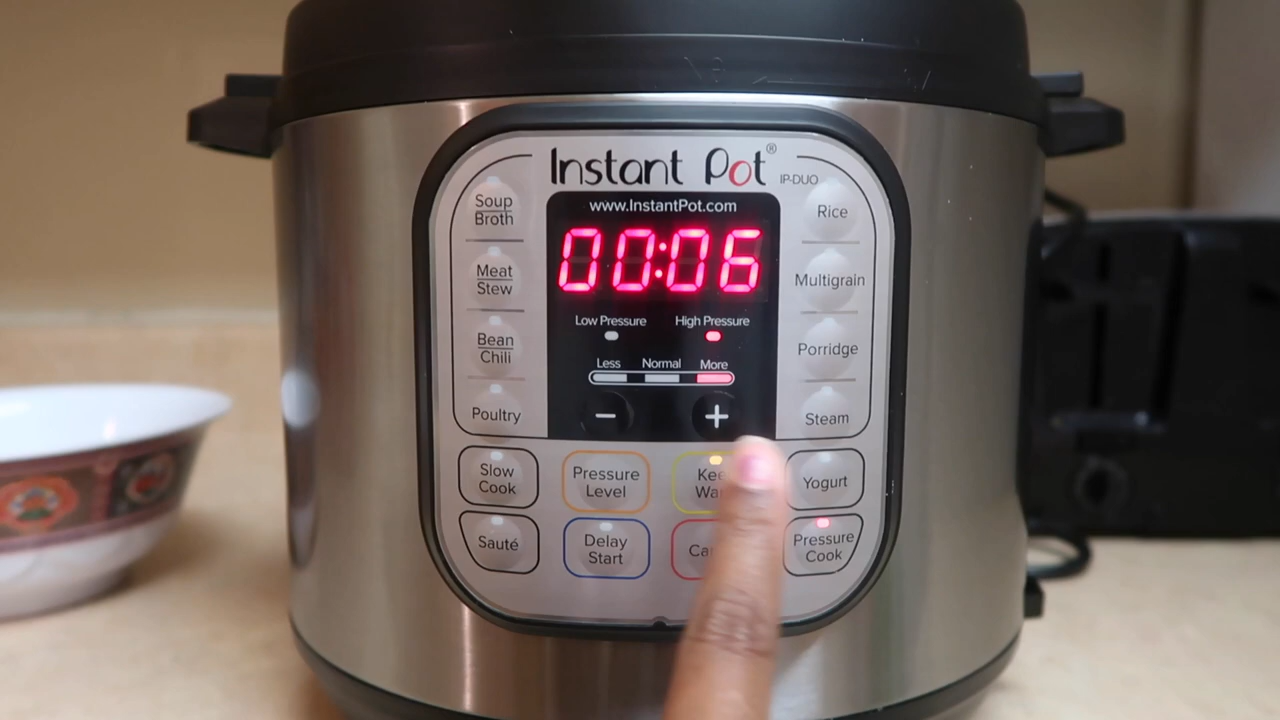 Instant Pot®
IP-DUO
www.InstantPot.com
00:06
Low Pressure High Pressure
Less Normal More
− +
Soup
Broth
Meat
Stew
Bean
Chili
Poultry
Rice
Multigrain
Porridge
Steam
Slow
Cook
Pressure
Level
Yogurt
Sauté
Delay
Start
Pressure
Cook